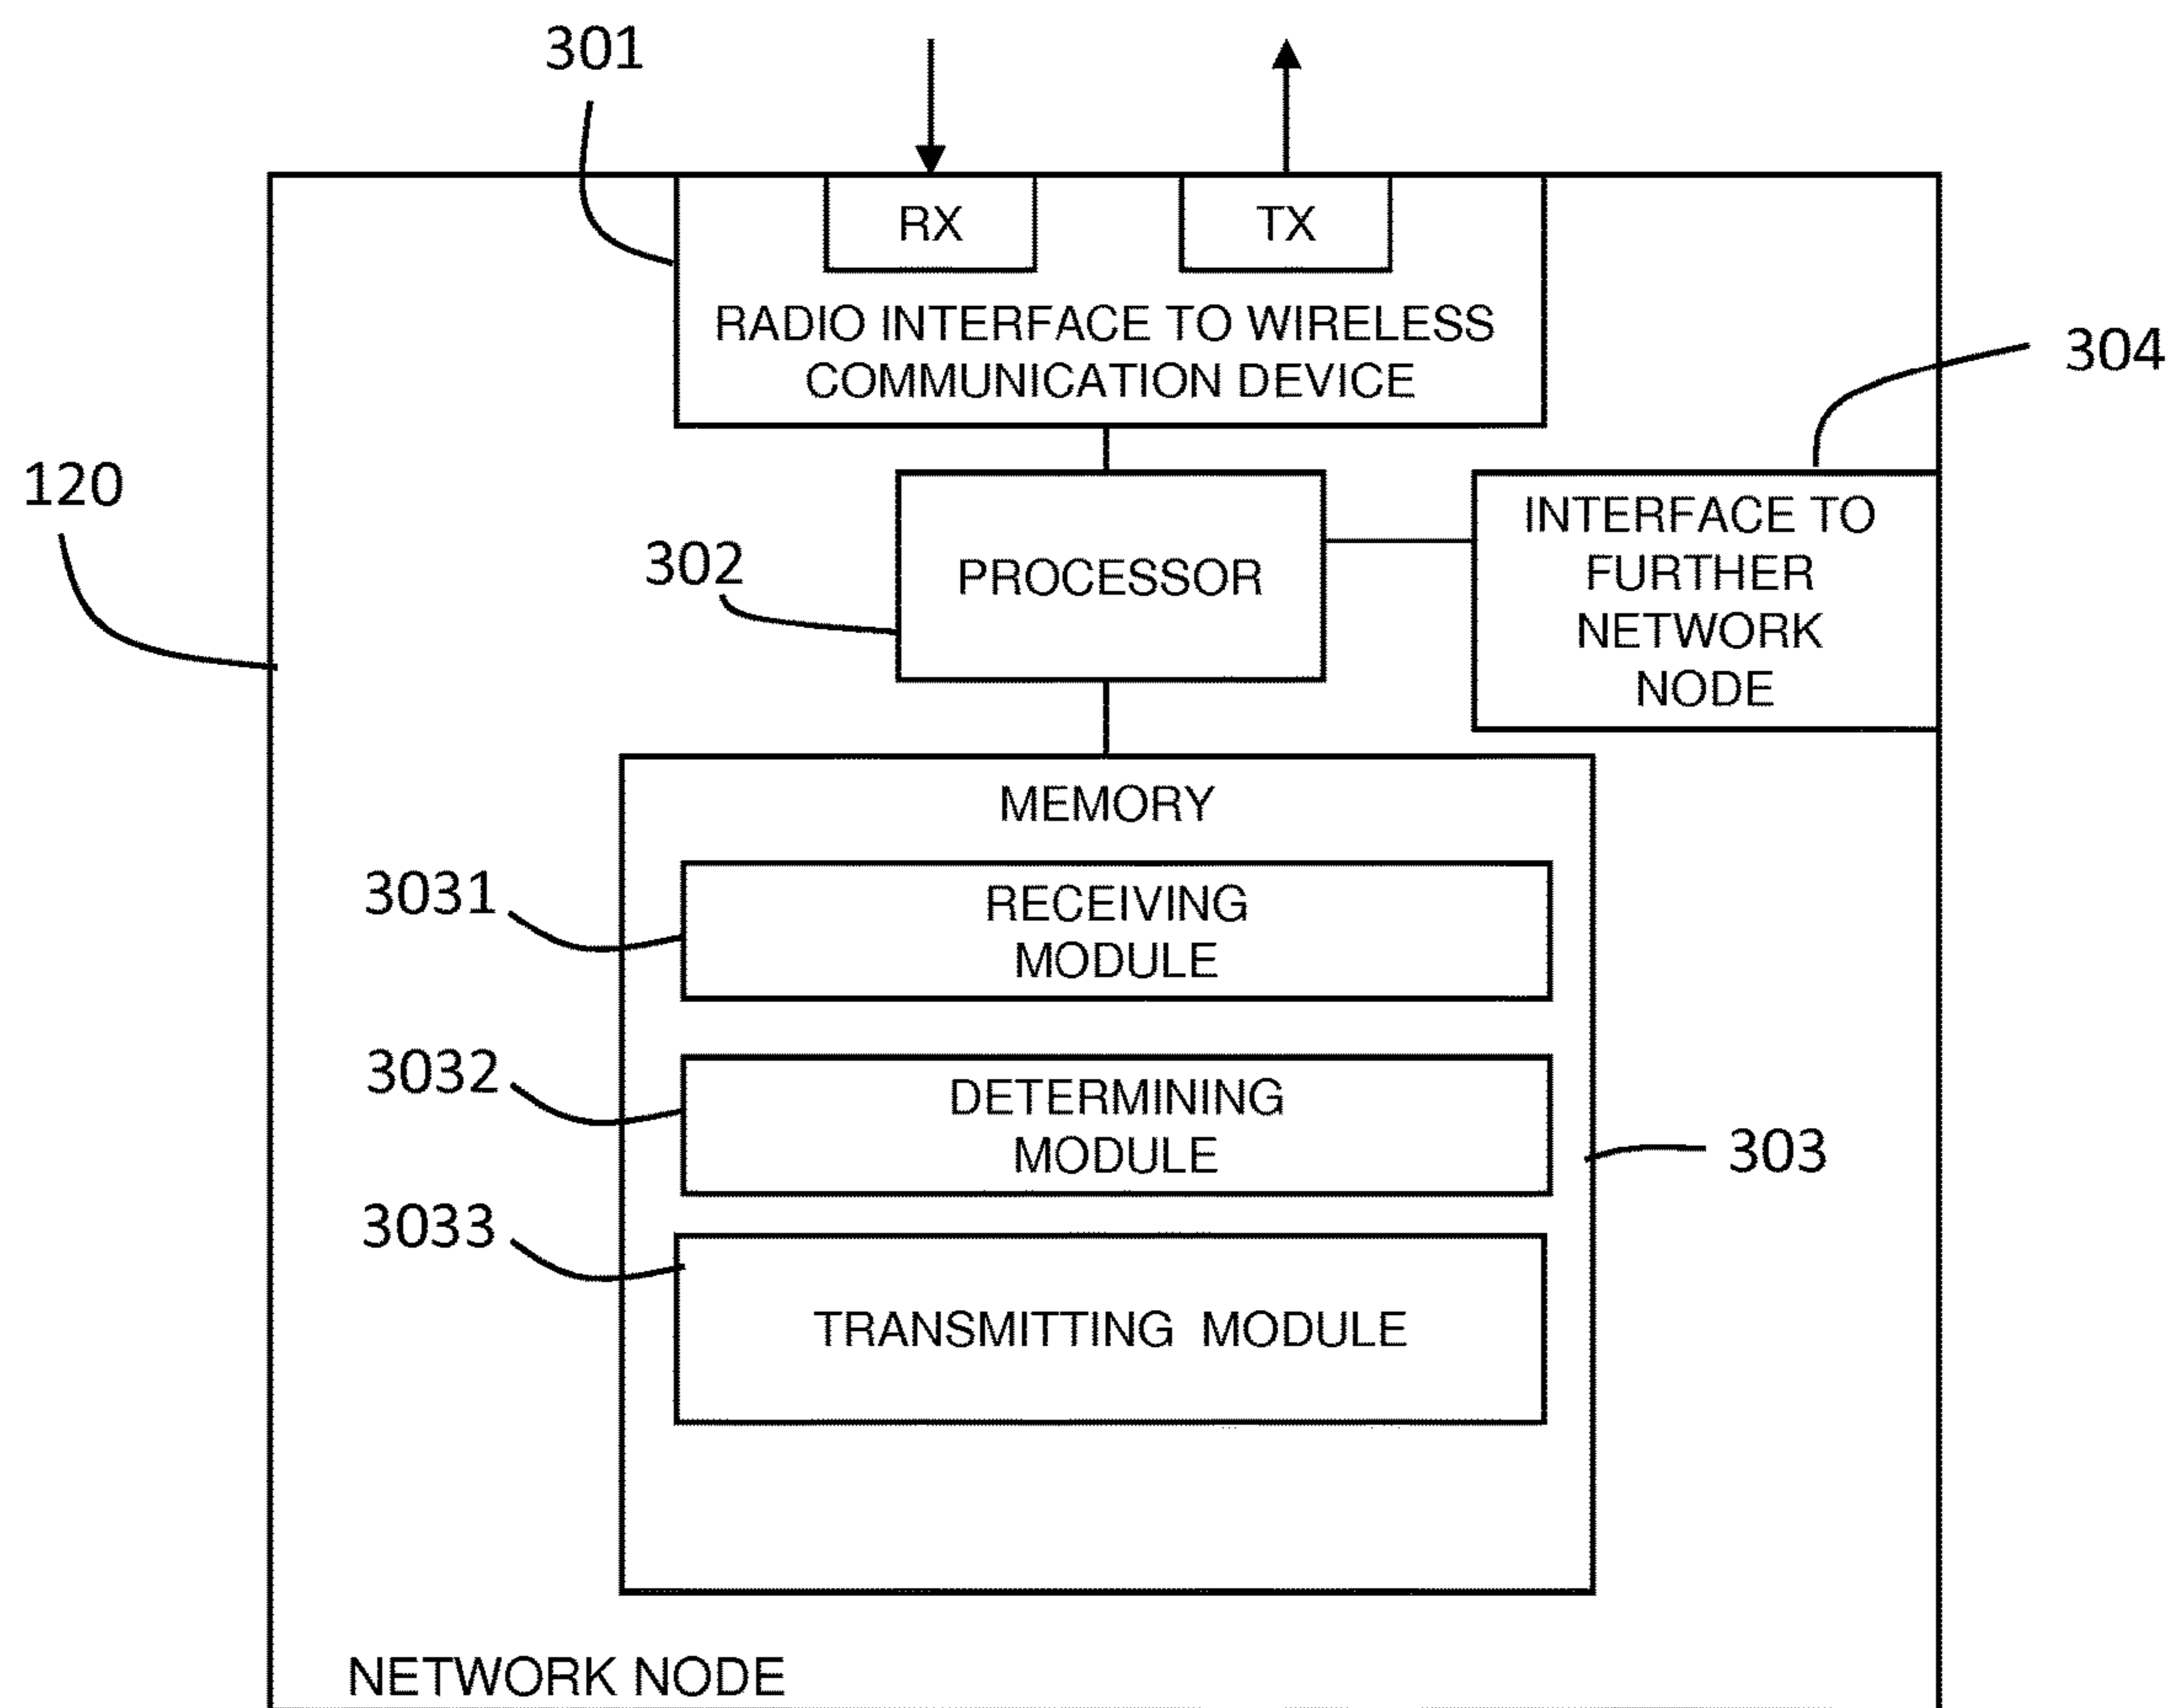 301
RX
TX
RADIO INTERFACE TO WIRELESS
COMMUNICATION DEVICE
304
120
302
PROCESSOR
INTERFACE TO
FURTHER
NETWORK
NODE
MEMORY
3031
RECEIVING
MODULE
3032
DETERMINING
MODULE
303
3033
TRANSMITTING MODULE
NETWORK NODE